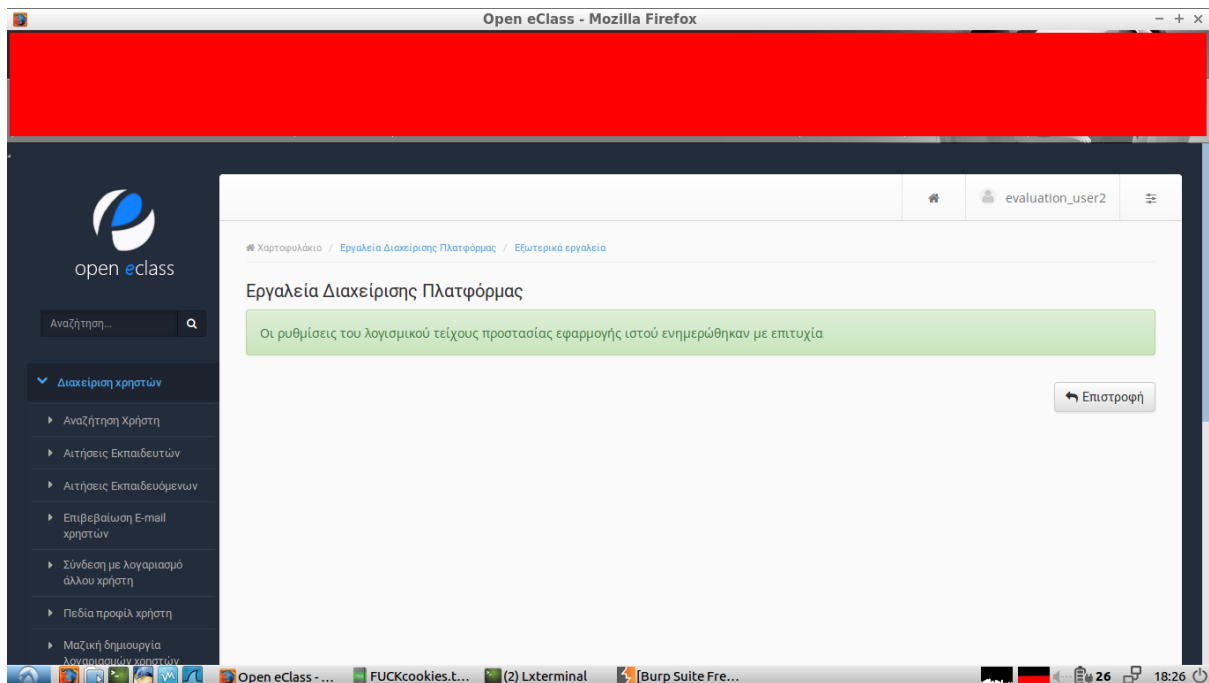 Open eClass - Mozilla Firefox
evaluation_user2
Χαρτοφυλάκιο / Εργαλεία Διαχείρισης Πλατφόρμας / Εξωτερικά εργαλεία
open eclass
Εργαλεία Διαχείρισης Πλατφόρμας
Αναζήτηση...
Οι ρυθμίσεις του λογισμικού τείχους προστασίας εφαρμογής ιστού ενημερώθηκαν με επιτυχία
Διαχείριση χρηστών
Επιστροφή
Αναζήτηση Χρήστη
Αιτήσεις Εκπαιδευτών
Αιτήσεις Εκπαιδευόμενων
Επιβεβαίωση E-mail
χρηστών
Σύνδεση με λογαριασμό
άλλου χρήστη
Πεδία προφίλ χρήστη
Μαζική δημιουργία
λογαριασμών χρηστών
Open eClass - ...
FUCKcookies.t...
(2) Lxterminal
[Burp Suite Fre...
26
18:26